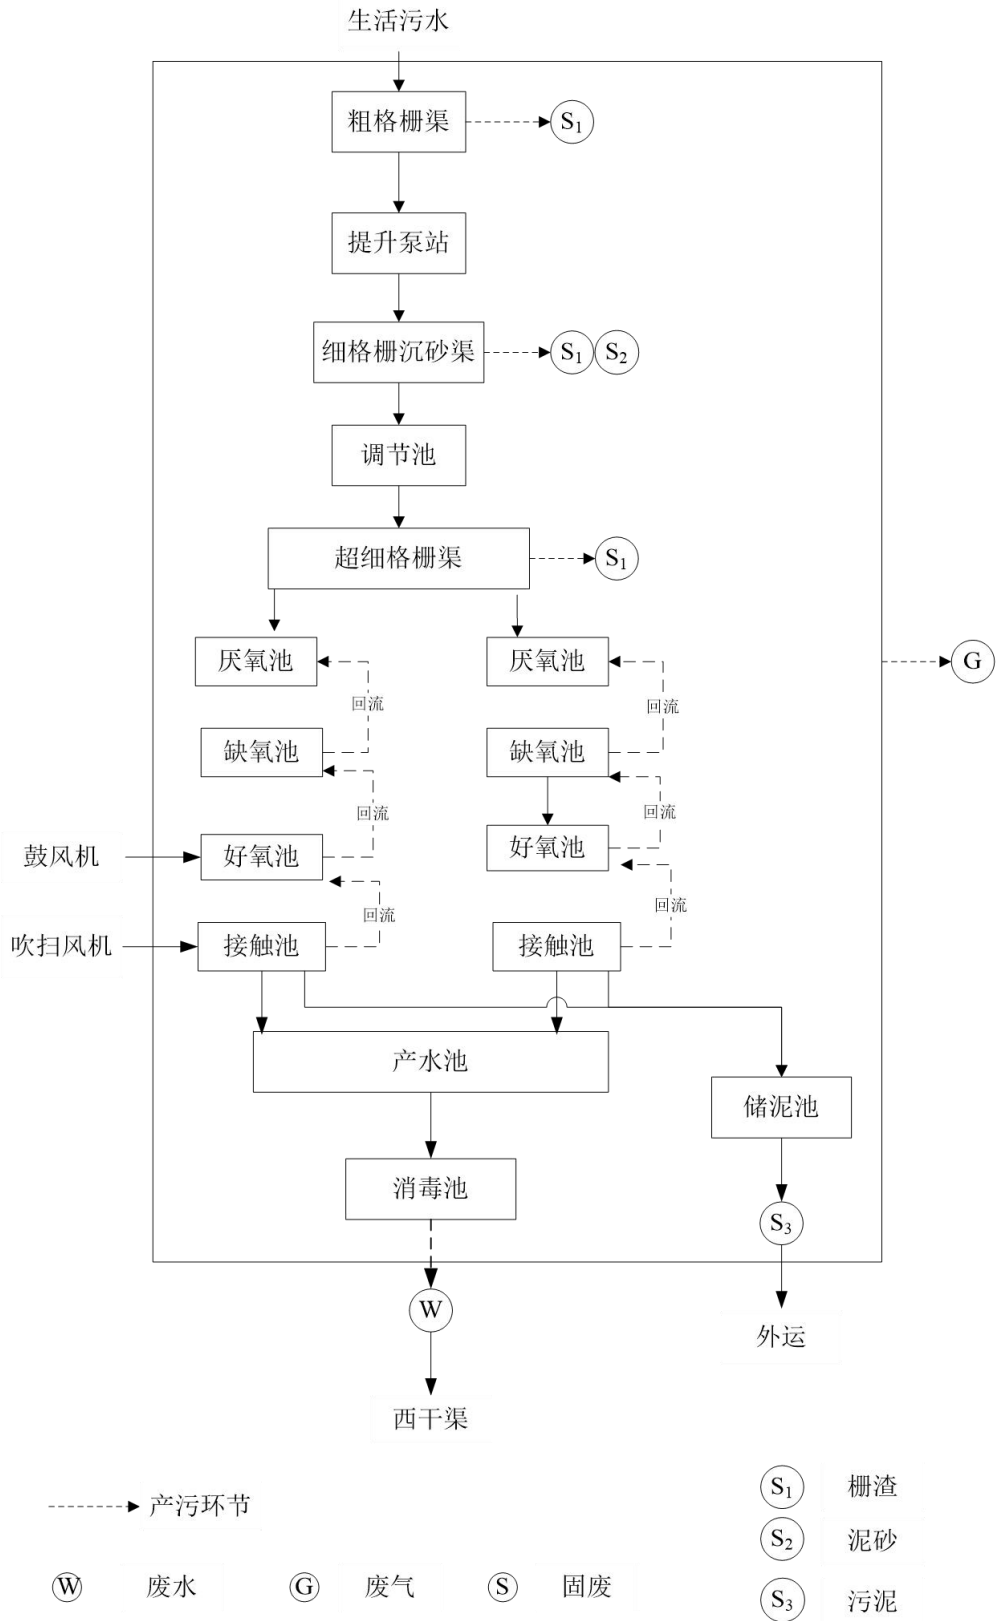 生活污水
粗格栅渠
S₁
提升泵站
细格栅沉砂渠
S₁
S₂
调节池
超细格栅渠
S₁
厌氧池
厌氧池
G
回流
回流
缺氧池
缺氧池
回流
回流
鼓风机
好氧池
好氧池
回流
回流
吹扫风机
接触池
接触池
产水池
储泥池
消毒池
S₃
W
外运
西干渠
产污环节
S₁ 栅渣
S₂ 泥砂
W 废水
G 废气
S 固废
S₃ 污泥